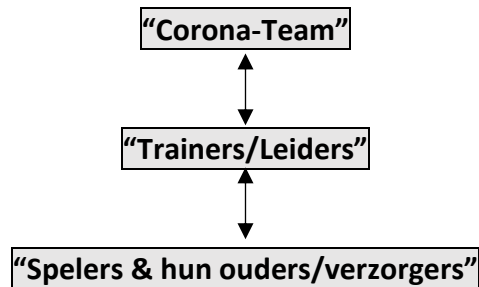 “Corona-Team”
“Trainers/Leiders”
“Spelers & hun ouders/verzorgers”